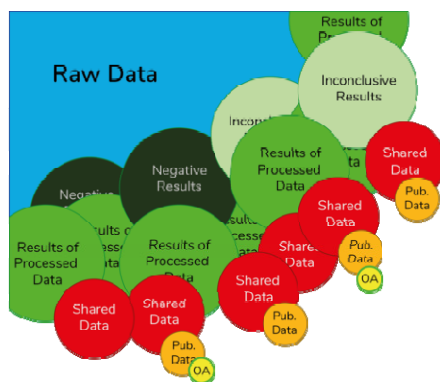 Results of
Processed
Raw Data
Inconclusive
Results
Results of
Processed
Data
Shared
Data
Negative
Results
Pub.
Data
Shared
Data
Results of
Processed
Data
Results of
Processed
Data
Shared
Data
Pub.
Data
OA
Shared
Data
Shared
Data
Shared
Data
Pub.
Data
Pub.
Data
OA